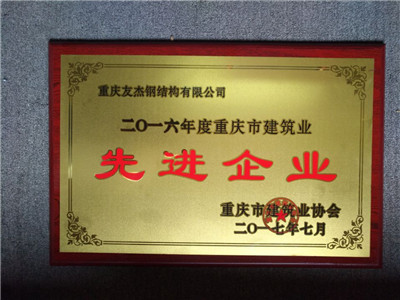 重庆友杰钢结构有限公司
二〇一六年度重庆市建筑业
先进企业
重庆市建筑业协会
二〇一七年七月